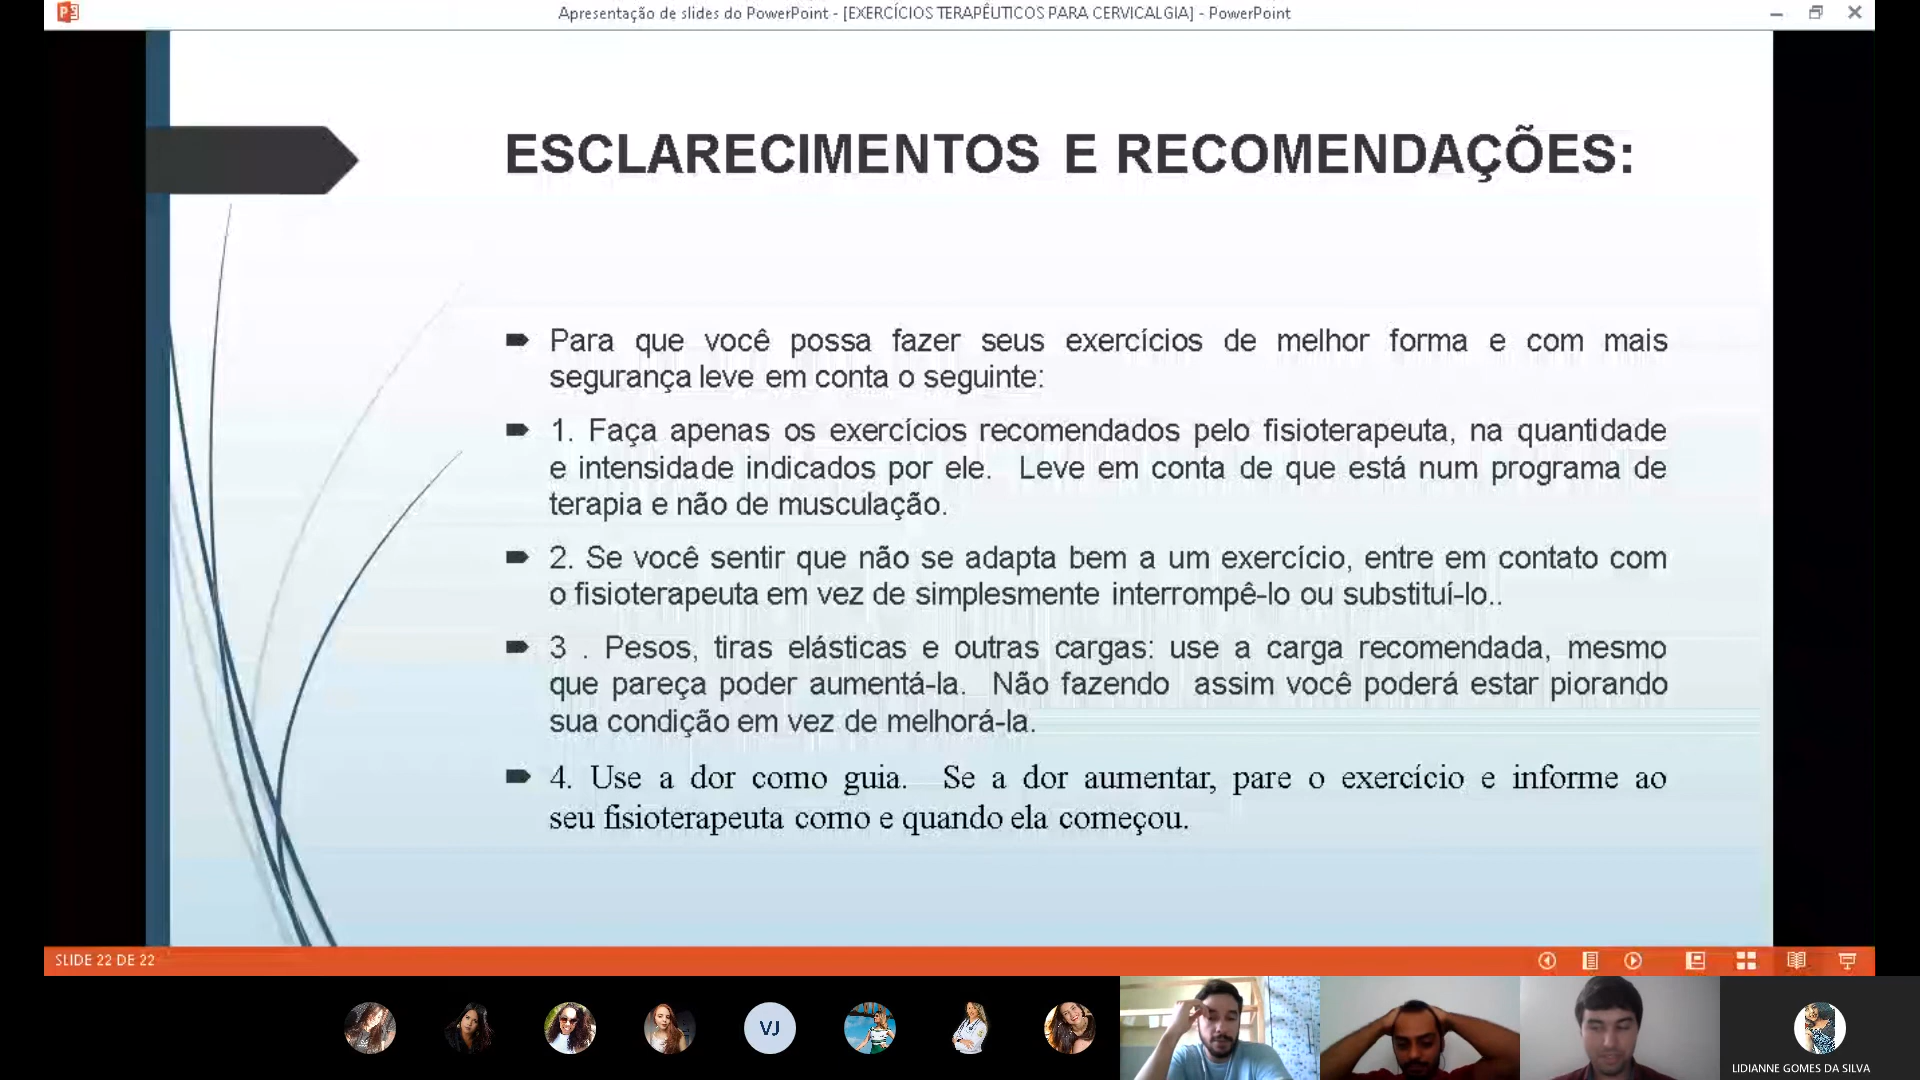 Apresentação de slides do PowerPoint - [EXERCÍCIOS TERAPÊUTICOS PARA CERVICALGIA] - PowerPoint
ESCLARECIMENTOS E RECOMENDAÇÕES:
Para que você possa fazer seus exercícios de melhor forma e com mais
segurança leve em conta o seguinte:
1. Faça apenas os exercícios recomendados pelo fisioterapeuta, na quantidade
e intensidade indicados por ele. Leve em conta de que está num programa de
terapia e não de musculação.
2. Se você sentir que não se adapta bem a um exercício, entre em contato com
o fisioterapeuta em vez de simplesmente interrompê-lo ou substituí-lo..
3 . Pesos, tiras elásticas e outras cargas: use a carga recomendada, mesmo
que pareça poder aumentá-la. Não fazendo assim você poderá estar piorando
sua condição em vez de melhorá-la.
4. Use a dor como guia. Se a dor aumentar, pare o exercício e informe ao
seu fisioterapeuta como e quando ela começou.
SLIDE 22 DE 22
VJ
LIDIANNE GOMES DA SILVA